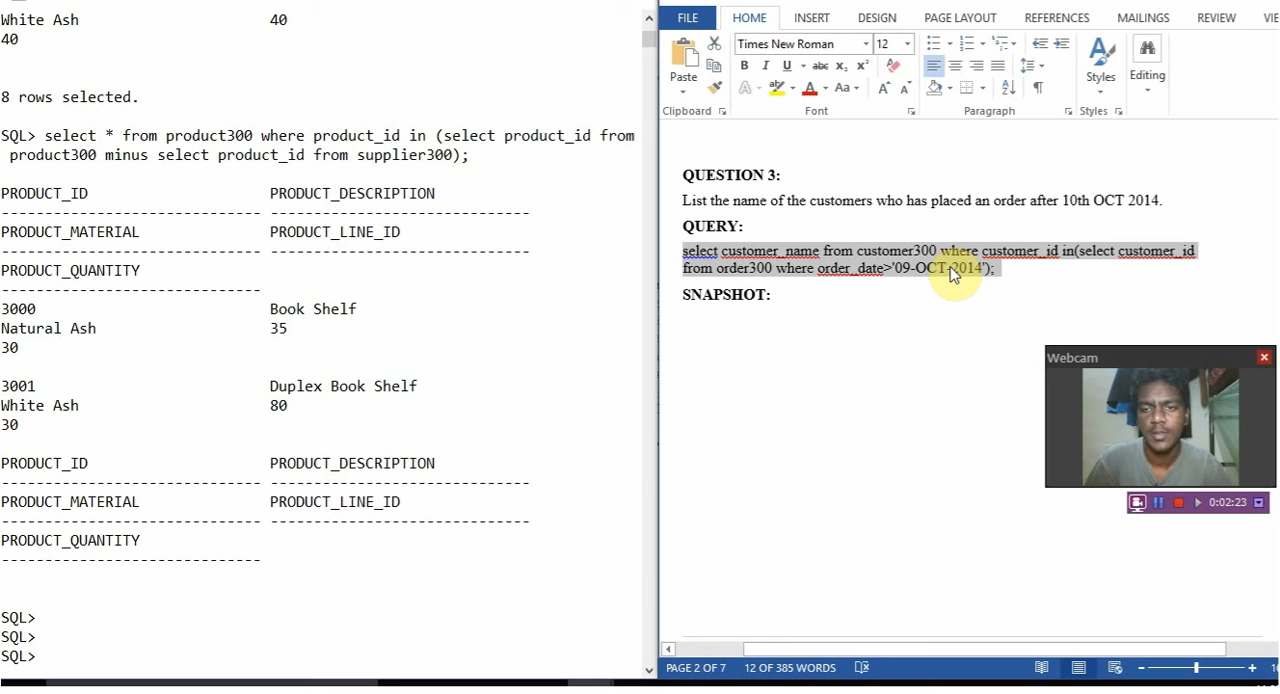 White Ash 40
40
8 rows selected.
SQL> select * from product300 where product_id in (select product_id from
product300 minus select product_id from supplier300);
PRODUCT_ID PRODUCT_DESCRIPTION
------------------------------ ------------------------------
PRODUCT_MATERIAL PRODUCT_LINE_ID
------------------------------ ------------------------------
PRODUCT_QUANTITY
------------------------------
3000 Book Shelf
Natural Ash 35
30
3001 Duplex Book Shelf
White Ash 80
30
PRODUCT_ID PRODUCT_DESCRIPTION
------------------------------ ------------------------------
PRODUCT_MATERIAL PRODUCT_LINE_ID
------------------------------ ------------------------------
PRODUCT_QUANTITY
------------------------------
SQL>
SQL>
SQL>
FILE HOME INSERT DESIGN PAGE LAYOUT REFERENCES MAILINGS REVIEW VIE
Times New Roman 12
Paste
B I U abc X₂ X²
A A Aa A A
Styles Editing
Clipboard Font Paragraph Styles
QUESTION 3:
List the name of the customers who has placed an order after 10th OCT 2014.
QUERY:
select customer_name from customer300 where customer_id in(select customer_id
from order300 where order_date>'09-OCT-2014');
SNAPSHOT:
Webcam
0:02:23
PAGE 2 OF 7 12 OF 385 WORDS